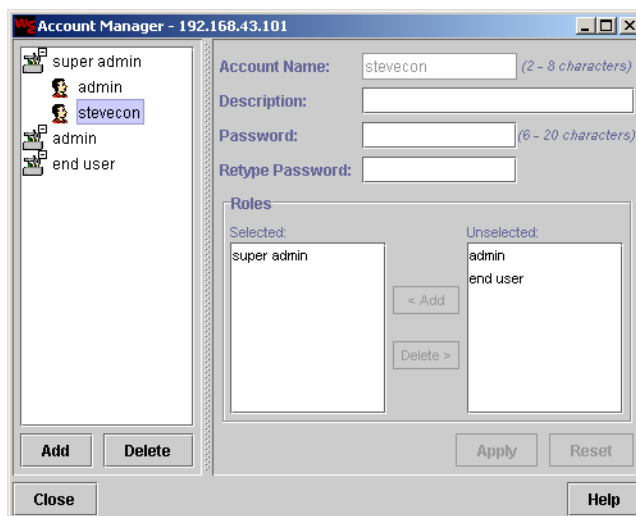 Account Manager - 192.168.43.101
super admin
admin
stevecon
admin
end user
Account Name: stevecon (2 - 8 characters)
Description:
Password: (6 - 20 characters)
Retype Password:
Roles
Selected: Unselected:
super admin admin
end user
< Add
Delete >
Add Delete Apply Reset
Close Help